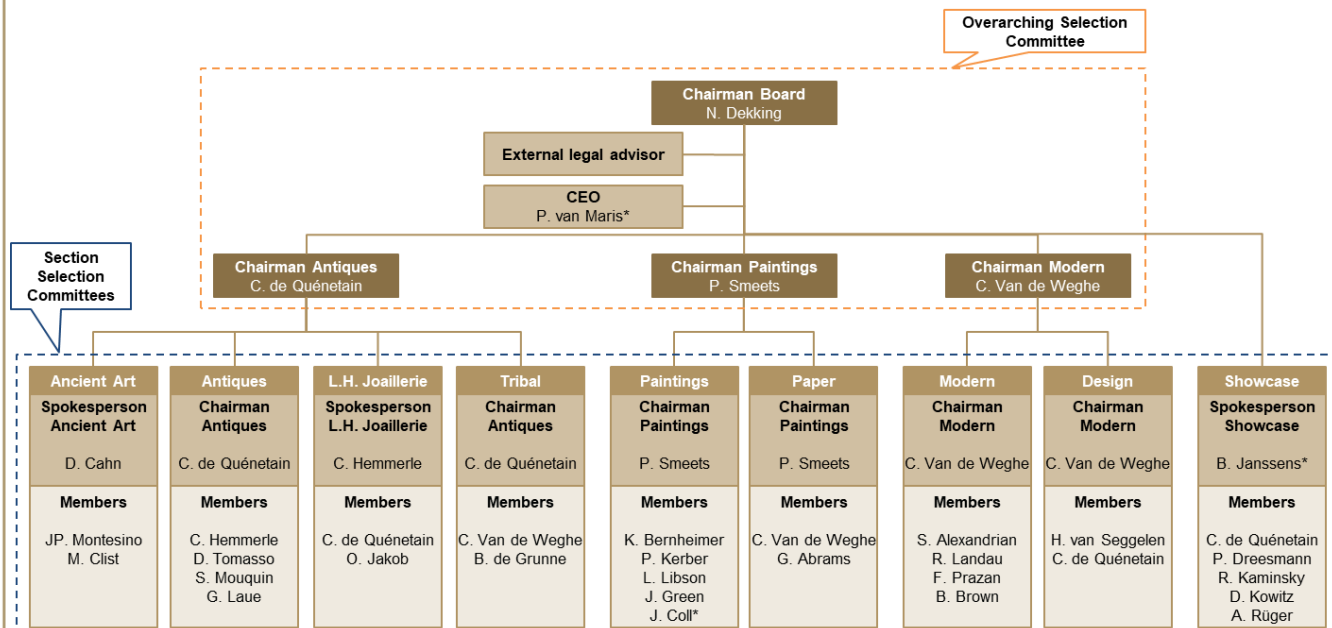 Overarching Selection
Committee
Chairman Board
N. Dekking
External legal advisor
CEO
P. van Maris*
Section
Selection
Committees
Chairman Antiques
C. de Quénetain
Chairman Paintings
P. Smeets
Chairman Modern
C. Van de Weghe
Ancient Art
Spokesperson
Ancient Art
D. Cahn
Members
JP. Montesino
M. Clist
Antiques
Chairman
Antiques
C. de Quénetain
Members
C. Hemmerle
D. Tomasso
S. Mouquin
G. Laue
L.H. Joaillerie
Spokesperson
L.H. Joaillerie
C. Hemmerle
Members
C. de Quénetain
O. Jakob
Tribal
Chairman
Antiques
C. de Quénetain
Members
C. Van de Weghe
B. de Grunne
Paintings
Chairman
Paintings
P. Smeets
Members
K. Bernheimer
P. Kerber
L. Libson
J. Green
J. Coll*
Paper
Chairman
Paintings
P. Smeets
Members
C. Van de Weghe
G. Abrams
Modern
Chairman
Modern
C. Van de Weghe
Members
S. Alexandrian
R. Landau
F. Prazan
B. Brown
Design
Chairman
Modern
C. Van de Weghe
Members
H. van Seggelen
C. de Quénetain
Showcase
Spokesperson
Showcase
B. Janssens*
Members
C. de Quénetain
P. Dreesmann
R. Kaminsky
D. Kowitz
A. Rüger